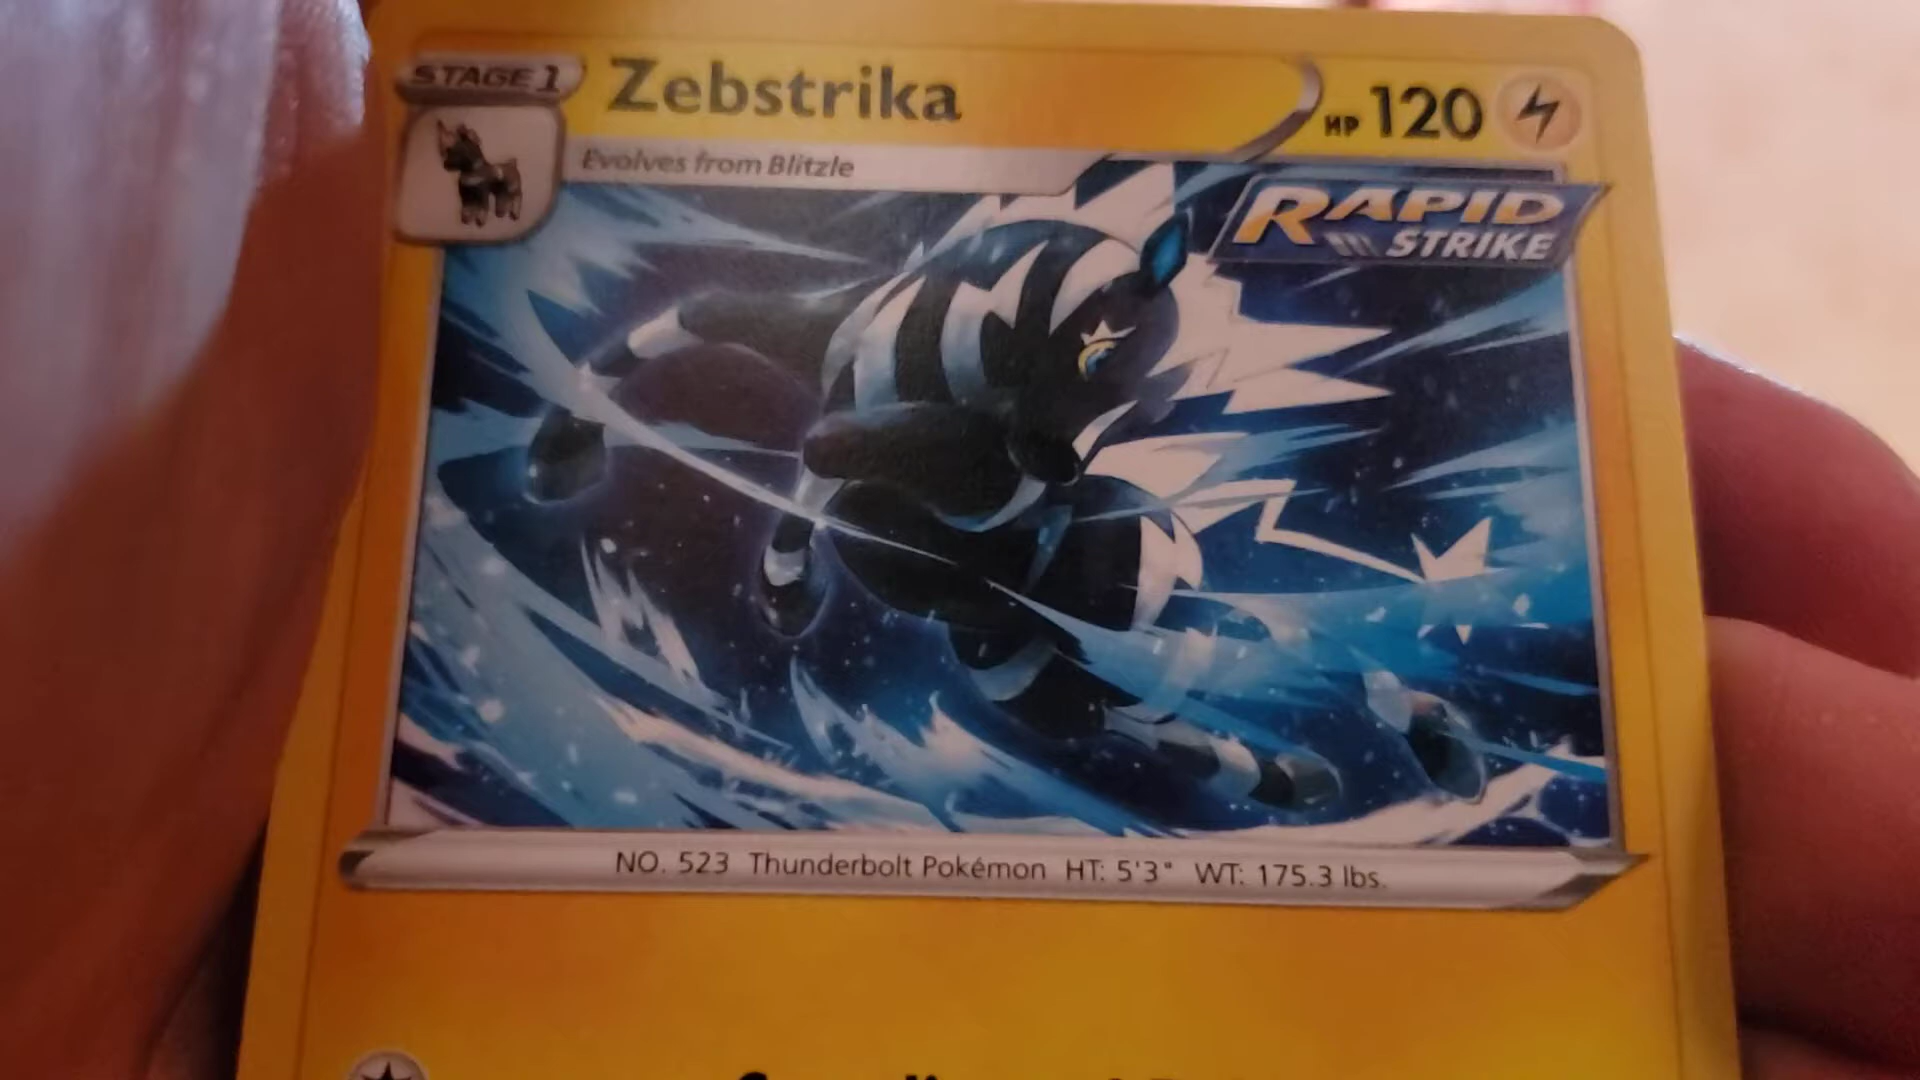 STAGE 1
Zebstrika
HP 120
Evolves from Blitzle
RAPID
STRIKE
NO. 523 Thunderbolt Pokémon HT: 5'3" WT: 175.3 lbs.